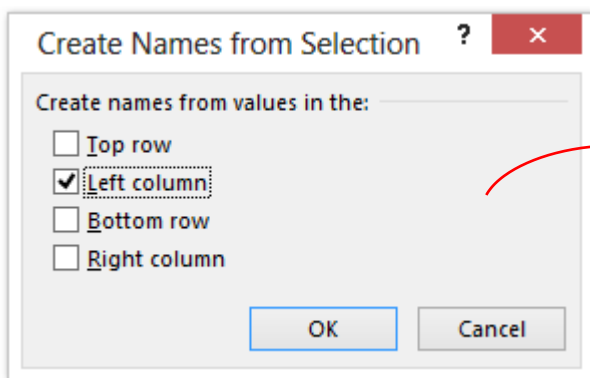 Create Names from Selection ? ×
Create names from values in the:
Top row
Left column
Bottom row
Right column
OK Cancel